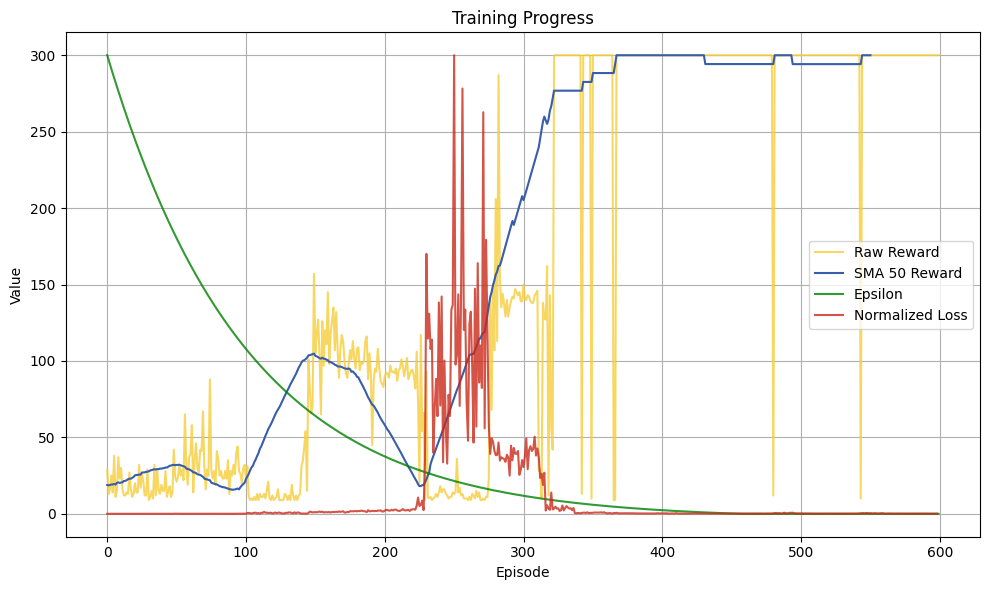 Training Progress
300
250
200
150
100
50
0
Value
Raw Reward
SMA 50 Reward
Epsilon
Normalized Loss
0 100 200 300 400 500 600
Episode